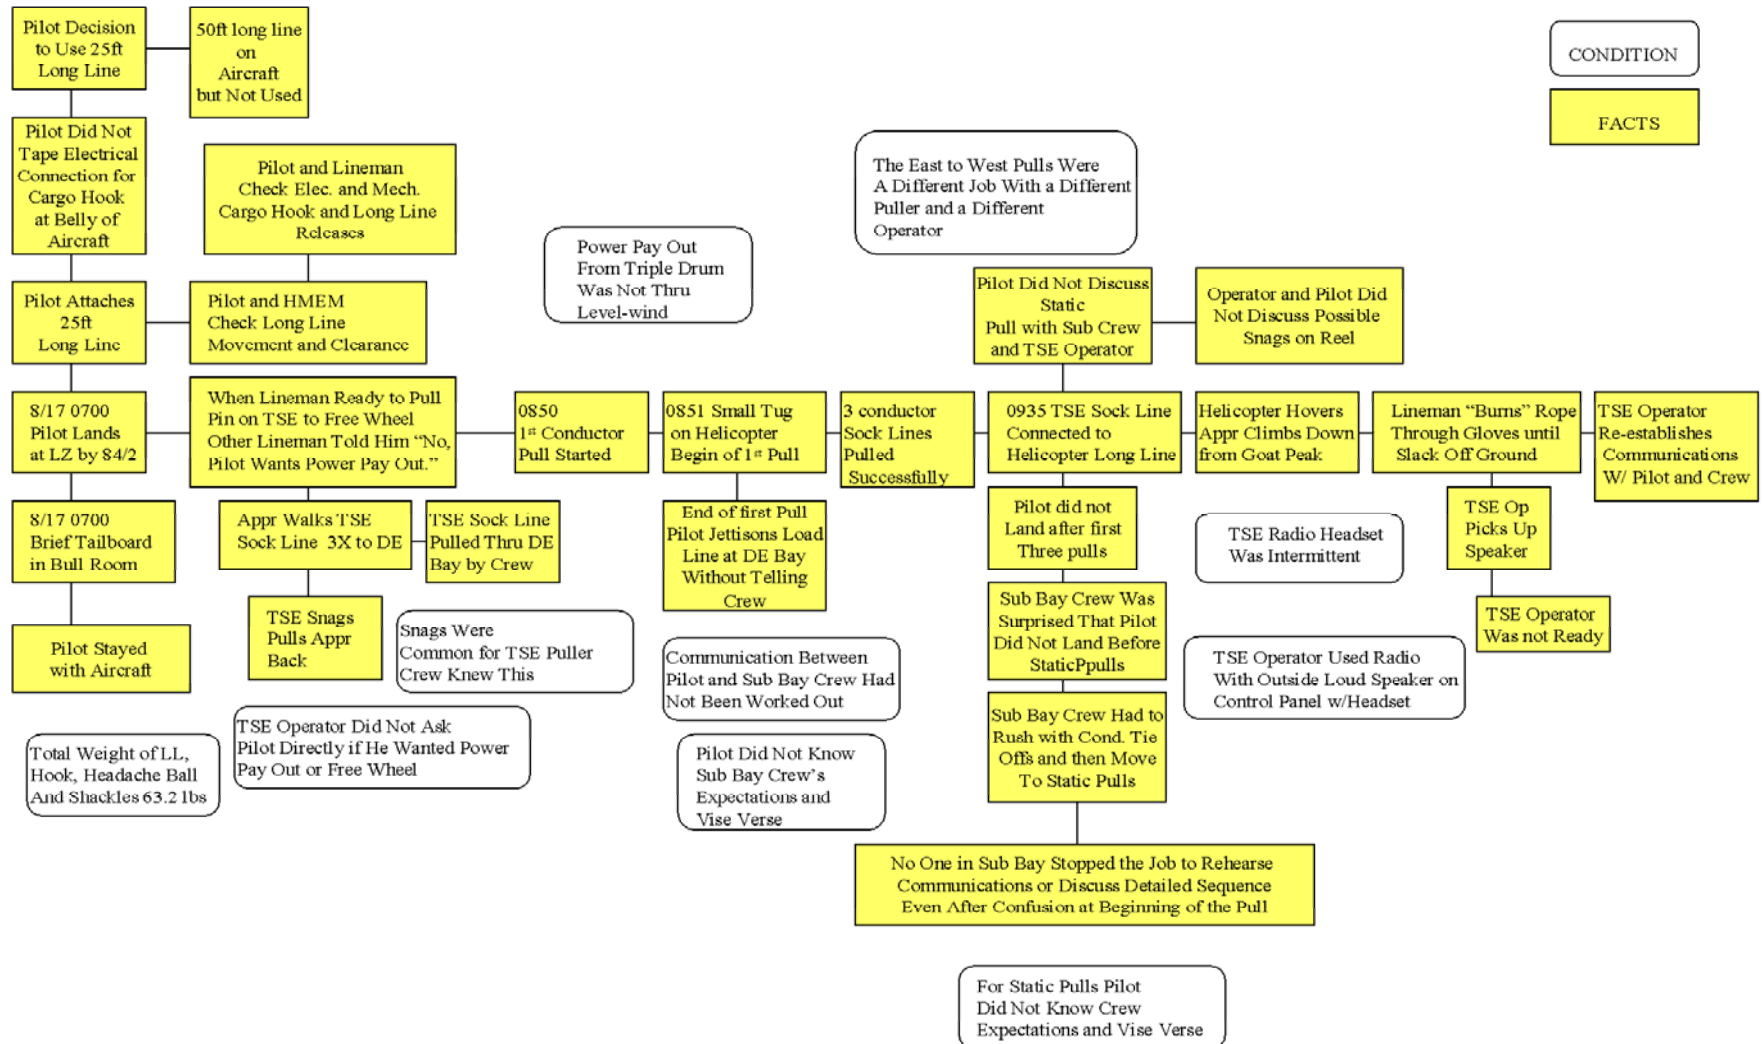 Pilot Decision
to Use 25ft
Long Line
50ft long line
on
Aircraft
but Not Used
CONDITION
FACTS
Pilot Did Not
Tape Electrical
Connection for
Cargo Hook
at Belly of
Aircraft
Pilot and Lineman
Check Elec. and Mech.
Cargo Hook and Long Line
Releases
The East to West Pulls Were
A Different Job With a Different
Puller and a Different
Operator
Power Pay Out
From Triple Drum
Was Not Thru
Level-wind
Pilot Attaches
25ft
Long Line
Pilot and HMEM
Check Long Line
Movement and Clearance
Pilot Did Not Discuss
Static
Pull with Sub Crew
and TSE Operator
Operator and Pilot Did
Not Discuss Possible
Snags on Reel
8/17 0700
Pilot Lands
at LZ by 84/2
When Lineman Ready to Pull
Pin on TSE to Free Wheel
Other Lineman Told Him “No,
Pilot Wants Power Pay Out.”
0850
1st Conductor
Pull Started
0851 Small Tug
on Helicopter
Begin of 1st Pull
3 conductor
Sock Lines
Pulled
Successfully
0935 TSE Sock Line
Connected to
Helicopter Long Line
Helicopter Hovers
Appr Climbs Down
from Goat Peak
Lineman “Burns” Rope
Through Gloves until
Slack Off Ground
TSE Operator
Re-establishes
Communications
W/ Pilot and Crew
8/17 0700
Brief Tailboard
in Bull Room
Appr Walks TSE
Sock Line 3X to DE
TSE Sock Line
Pulled Thru DE
Bay by Crew
End of first Pull
Pilot Jettisons Load
Line at DE Bay
Without Telling
Crew
Pilot did not
Land after first
Three pulls
TSE Radio Headset
Was Intermittent
TSE Op
Picks Up
Speaker
Pilot Stayed
with Aircraft
TSE Snags
Pulls Appr
Back
Snags Were
Common for TSE Puller
Crew Knew This
Communication Between
Pilot and Sub Bay Crew Had
Not Been Worked Out
Sub Bay Crew Was
Surprised That Pilot
Did Not Land Before
StaticPpulls
TSE Operator Used Radio
With Outside Loud Speaker on
Control Panel w/Headset
TSE Operator
Was not Ready
Total Weight of LL,
Hook, Headache Ball
And Shackles 63.2 lbs
TSE Operator Did Not Ask
Pilot Directly if He Wanted Power
Pay Out or Free Wheel
Pilot Did Not Know
Sub Bay Crew’s
Expectations and
Vise Verse
Sub Bay Crew Had to
Rush with Cond. Tie
Offs and then Move
To Static Pulls
No One in Sub Bay Stopped the Job to Rehearse
Communications or Discuss Detailed Sequence
Even After Confusion at Beginning of the Pull
For Static Pulls Pilot
Did Not Know Crew
Expectations and Vise Verse